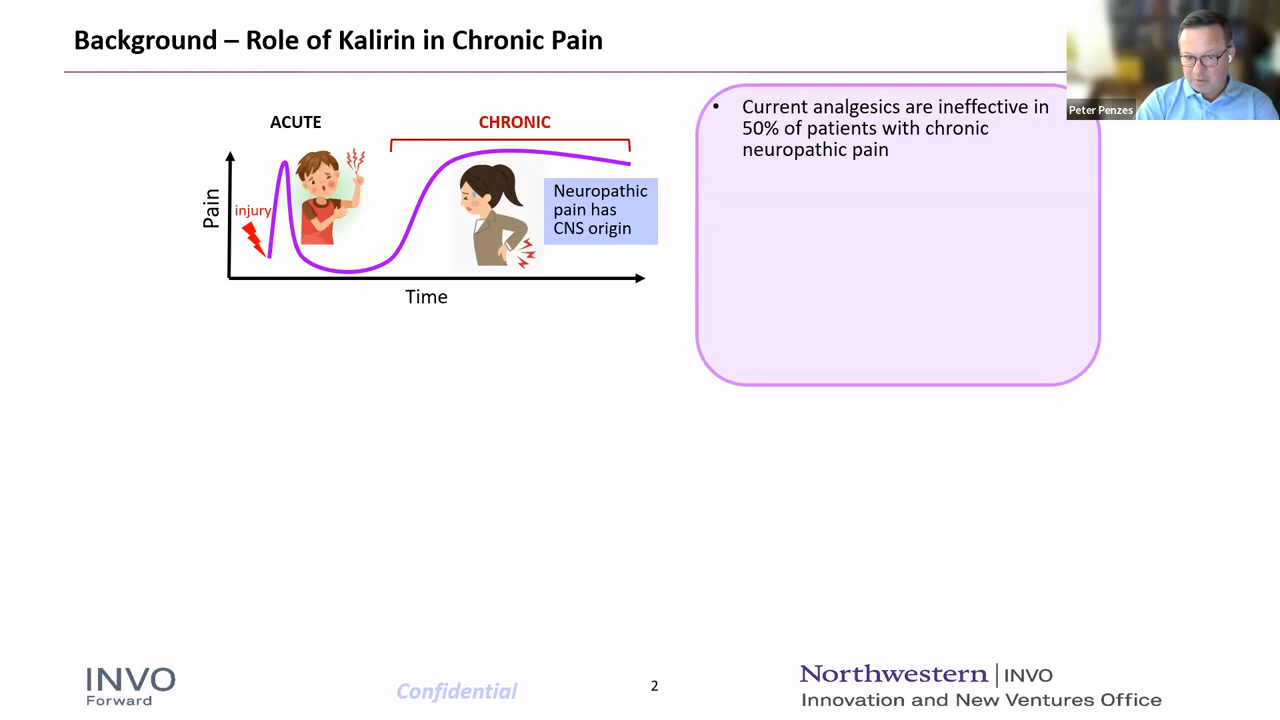 Background – Role of Kalirin in Chronic Pain
Peter Penzes
ACUTE
CHRONIC
Pain
injury
Neuropathic
pain has
CNS origin
Time
• Current analgesics are ineffective in
50% of patients with chronic
neuropathic pain
INVO
Forward
Confidential
2
Northwestern | INVO
Innovation and New Ventures Office